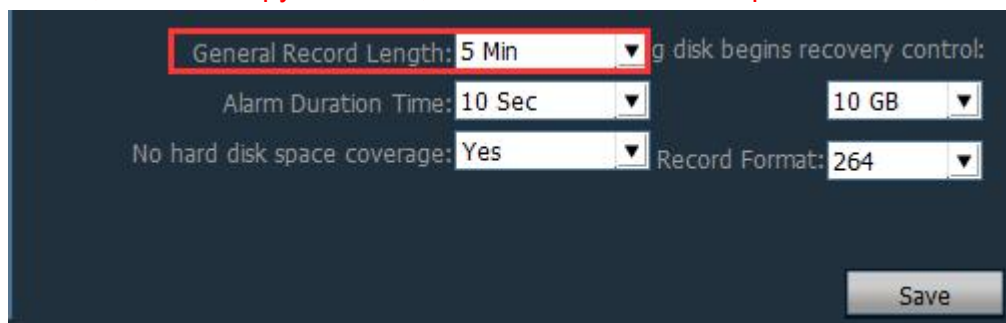 General Record Length: 5 Min g disk begins recovery control:
Alarm Duration Time: 10 Sec 10 GB
No hard disk space coverage: Yes Record Format: 264
Save